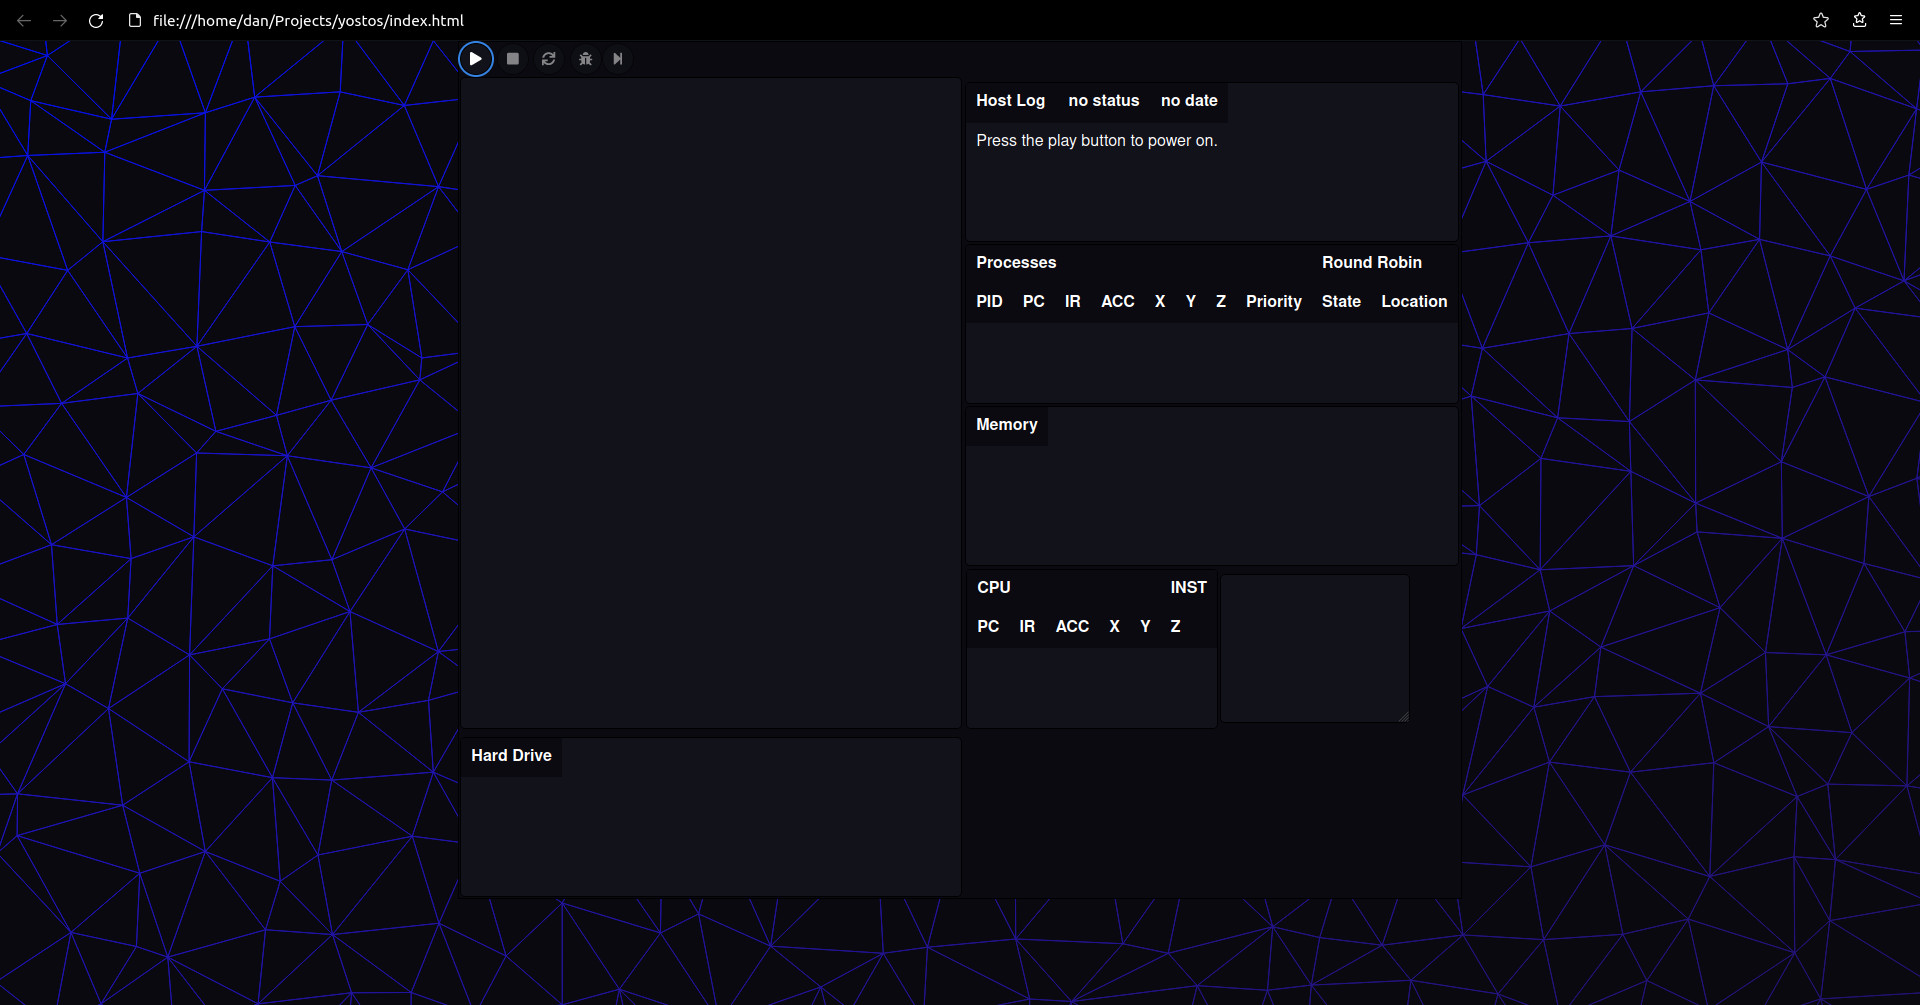 file:///home/dan/Projects/yostos/index.html
Host Log no status no date
Press the play button to power on.
Processes Round Robin
PID PC IR ACC X Y Z Priority State Location
Memory
CPU INST
PC IR ACC X Y Z
Hard Drive